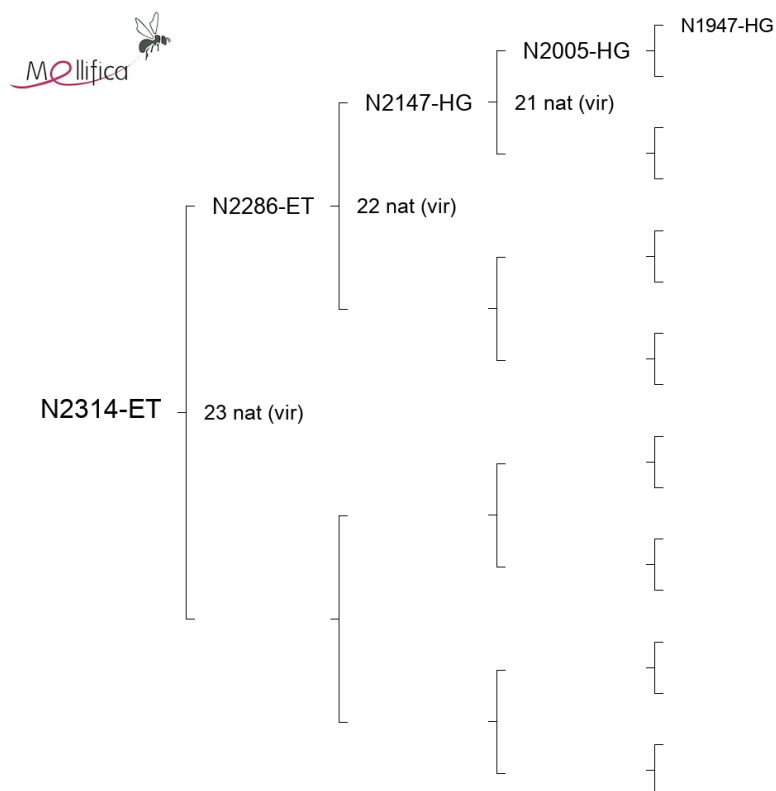 Mellifica
N1947-HG
N2005-HG
N2147-HG
21 nat (vir)
N2286-ET
22 nat (vir)
N2314-ET
23 nat (vir)